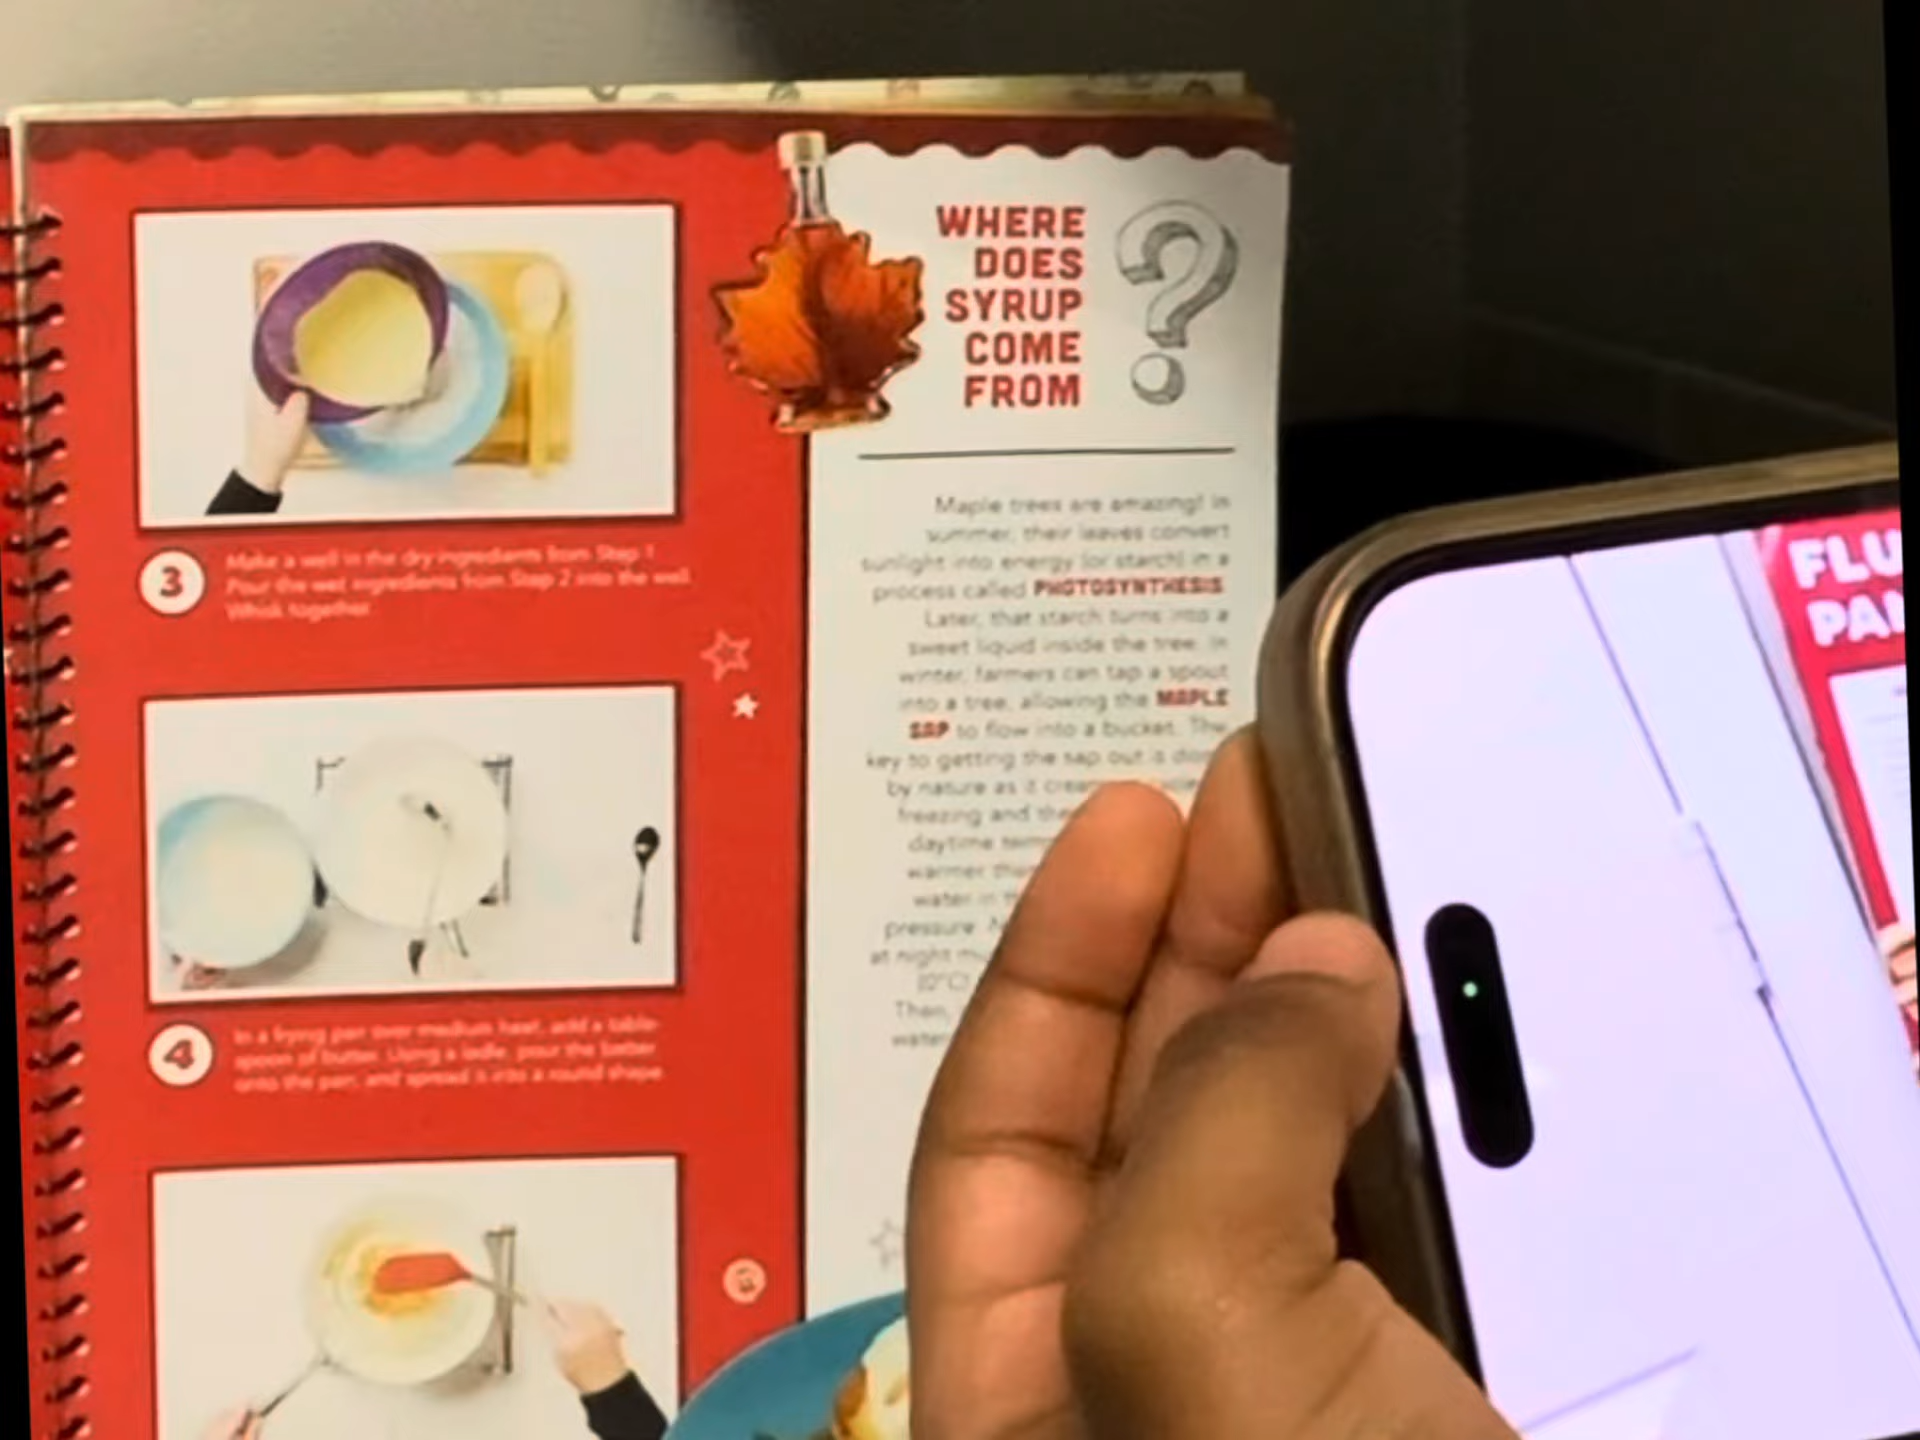 3
Make a well in the dry ingredients from Step 1
Pour the wet ingredients from Step 2 into the well.
Whisk together
4
In a frying pan over medium heat, add a table-
spoon of butter. Using a ladle, pour the batter
onto the pan, and spread it into a round shape
WHERE
DOES
SYRUP
COME
FROM
?
Maple trees are amazing! In
summer, their leaves convert
sunlight into energy (or starch) in a
process called PHOTOSYNTHESIS.
Later, that starch turns into a
sweet liquid inside the tree. In
winter, farmers can tap a spout
into a tree, allowing the MAPLE
SAP to flow into a bucket. The
key to getting the sap out is
by nature as it
freezing and
daytime
warmer
water in
pressure.
at night
(0°C)
Then,
water
FLU
PAN